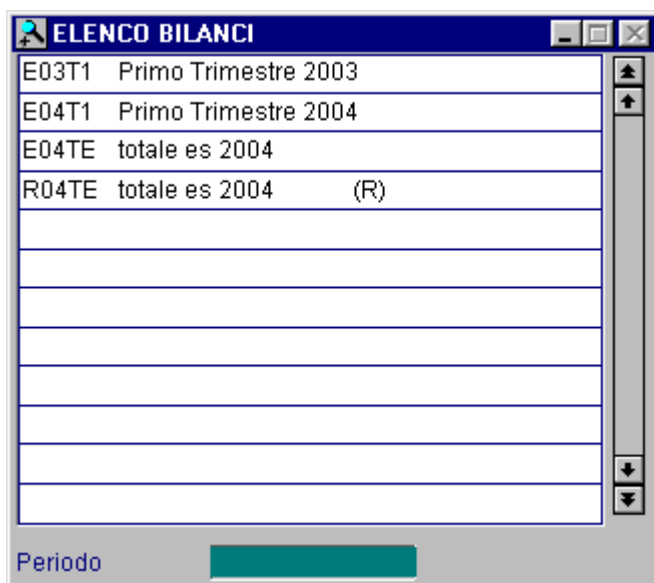 ELENCO BILANCI
E03T1 Primo Trimestre 2003
E04T1 Primo Trimestre 2004
E04TE totale es 2004
R04TE totale es 2004 (R)
Periodo